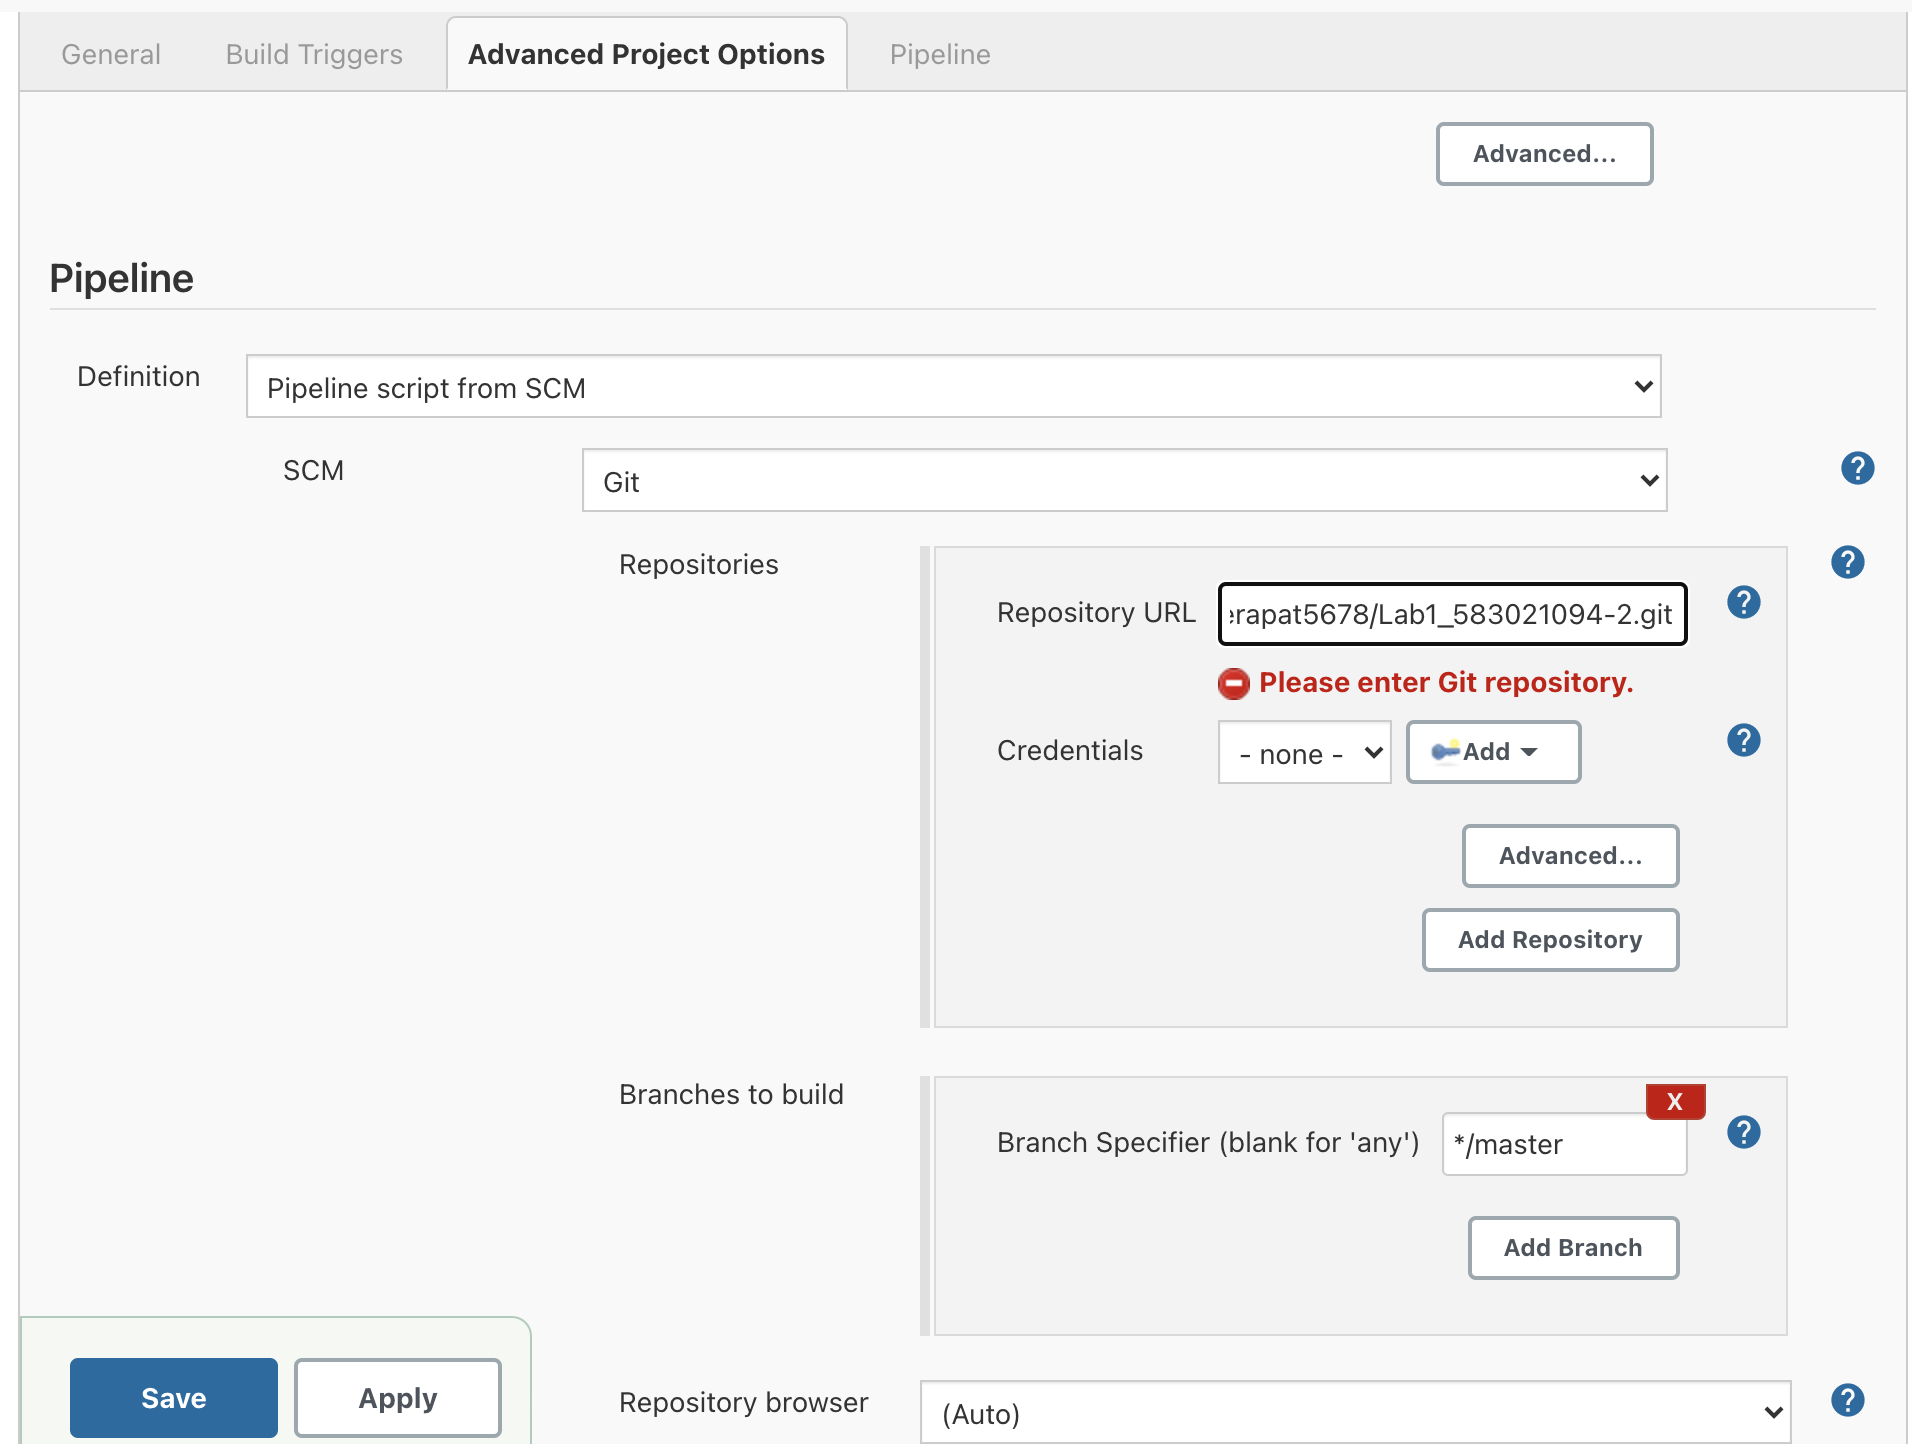 General Build Triggers Advanced Project Options Pipeline
Advanced...
Pipeline
Definition Pipeline script from SCM
SCM Git
?
Repositories
?
Repository URL erapat5678/Lab1_583021094-2.git
?
Please enter Git repository.
Credentials - none - Add
?
Advanced...
Add Repository
Branches to build
X
Branch Specifier (blank for 'any') */master
?
Add Branch
Save Apply
Repository browser (Auto)
?